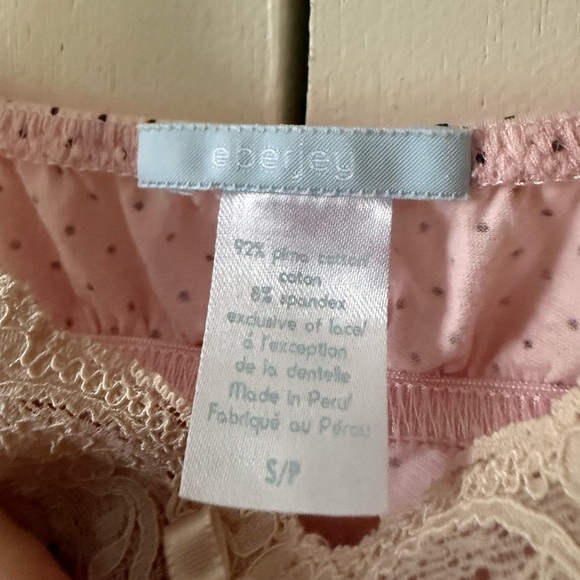 eberjey
92% pima cotton/
coton
8% spandex
exclusive of lace/
à l'exception
de la dentelle
Made in Peru/
Fabriqué au Pérou
S/P